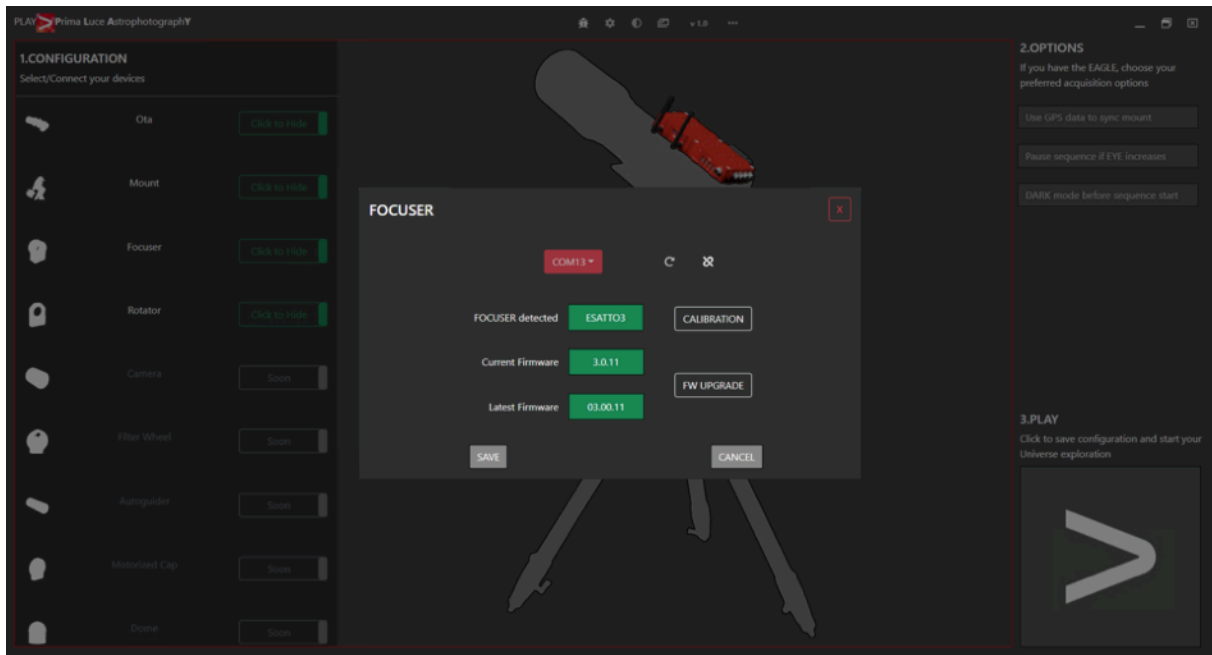 PLAY Prima Luce AstrophotographY
v 1.0
1.CONFIGURATION
Select/Connect your devices
Ota
Click to Hide
Mount
Click to Hide
Focuser
Click to Hide
Rotator
Click to Hide
Camera
Soon
Filter Wheel
Soon
Autoguider
Soon
Motorized Cap
Soon
Dome
Soon
FOCUSER
X
COM13
FOCUSER detected
ESATTO3
CALIBRATION
Current Firmware
3.0.11
FW UPGRADE
Latest Firmware
03.00.11
SAVE
CANCEL
2.OPTIONS
If you have the EAGLE, choose your
preferred acquisition options
Use GPS data to sync mount
Pause sequence if EYE increases
DARK mode before sequence start
3.PLAY
Click to save configuration and start your
Universe exploration